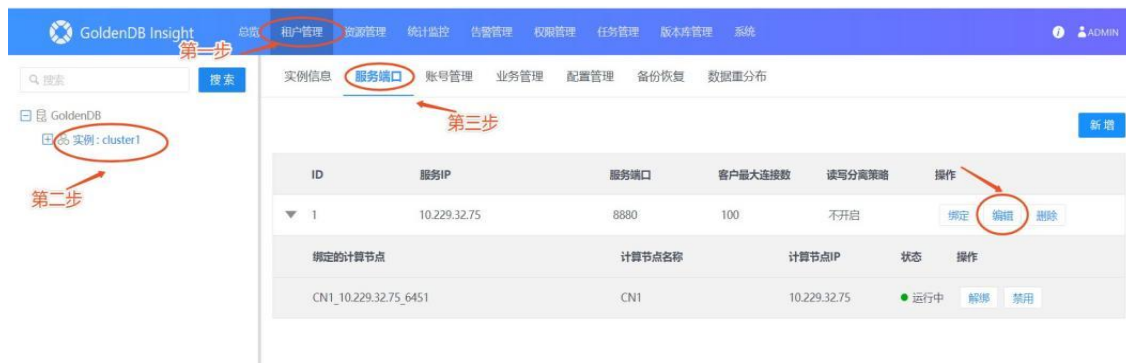 GoldenDB Insight 总览 租户管理 资源管理 统计监控 告警管理 权限管理 任务管理 版本库管理 系统 ADMIN
第一步
搜索 搜索 实例信息 服务端口 账号管理 业务管理 配置管理 备份恢复 数据重分布
GoldenDB
实例 : cluster1
第三步
新增
第二步
ID 服务IP 服务端口 客户最大连接数 读写分离策略 操作
1 10.229.32.75 8880 100 不开启 绑定 编辑 删除
绑定的计算节点 计算节点名称 计算节点IP 状态 操作
CN1_10.229.32.75_6451 CN1 10.229.32.75 运行中 解绑 禁用